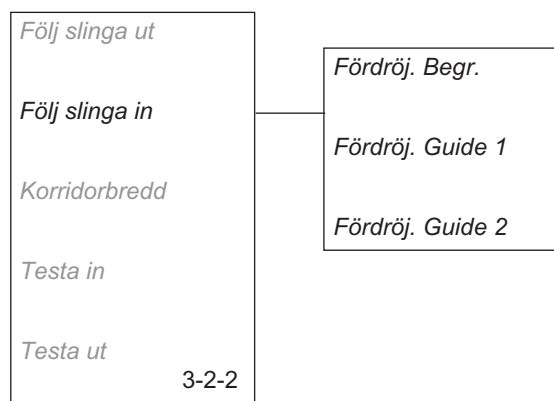 Följ slinga ut
Följ slinga in
Korridorbredd
Testa in
Testa ut
3-2-2
Fördröj. Begr.
Fördröj. Guide 1
Fördröj. Guide 2